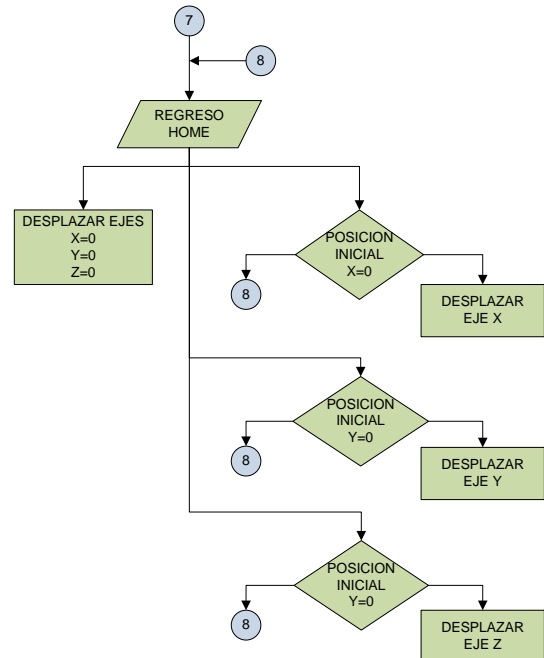 7
8
REGRESO
HOME
DESPLAZAR EJES
X=0
Y=0
Z=0
POSICION
INICIAL
X=0
8
DESPLAZAR
EJE X
POSICION
INICIAL
Y=0
8
DESPLAZAR
EJE Y
POSICION
INICIAL
Y=0
8
DESPLAZAR
EJE Z